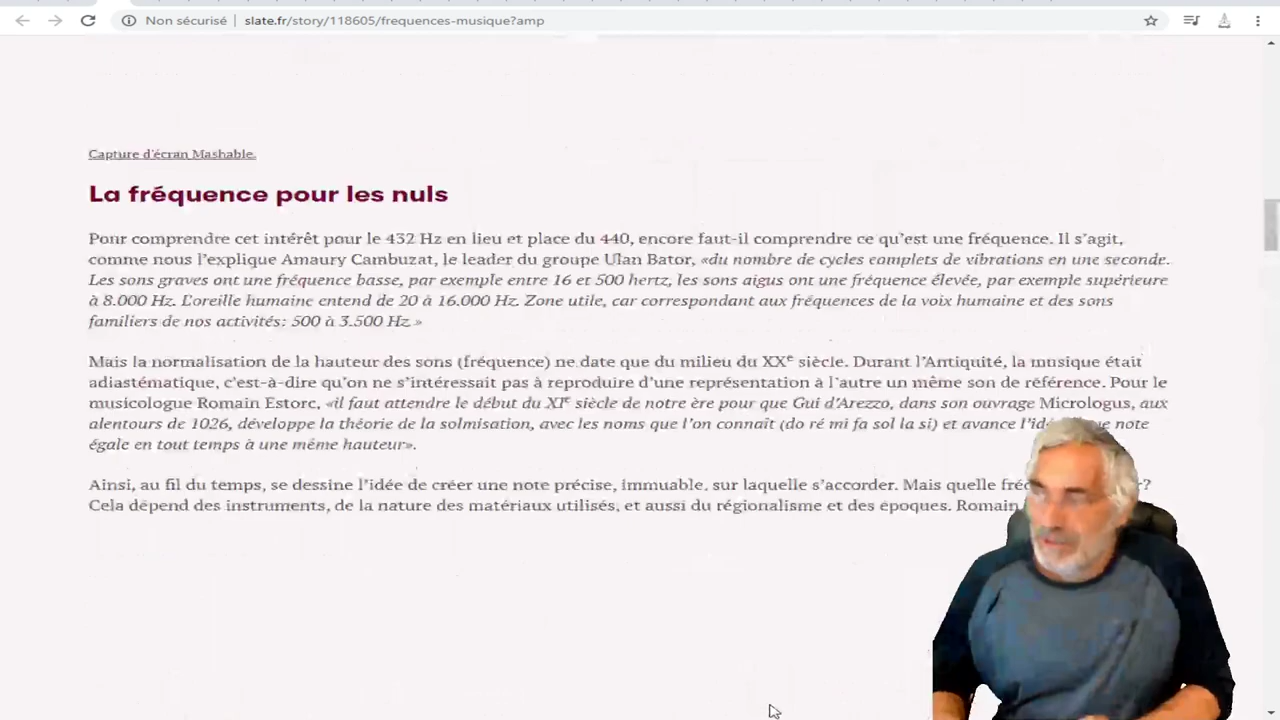 Non sécurisé
slate.fr/story/118605/frequences-musique?amp
Capture d'écran Mashable.
La fréquence pour les nuls
Pour comprendre cet intérêt pour le 432 Hz en lieu et place du 440, encore faut-il comprendre ce qu'est une fréquence. Il s'agit,
comme nous l'explique Amaury Cambuzat, le leader du groupe Ulan Bator, «du nombre de cycles complets de vibrations en une seconde.
Les sons graves ont une fréquence basse, par exemple entre 16 et 500 hertz, les sons aigus ont une fréquence élevée, par exemple supérieure
à 8.000 Hz. L'oreille humaine entend de 20 à 16.000 Hz. Zone utile, car correspondant aux fréquences de la voix humaine et des sons
familiers de nos activités: 500 à 3.500 Hz.»
Mais la normalisation de la hauteur des sons (fréquence) ne date que du milieu du XXe siècle. Durant l'Antiquité, la musique était
adiastématique, c'est-à-dire qu'on ne s'intéressait pas à reproduire d'une représentation à l'autre un même son de référence. Pour le
musicologue Romain Estorc, «il faut attendre le début du XIe siècle de notre ère pour que Gui d'Arezzo, dans son ouvrage Micrologus, aux
alentours de 1026, développe la théorie de la solmisation, avec les noms que l'on connaît (do ré mi fa sol la si) et avance l'id note
égale en tout temps à une même hauteur».
Ainsi, au fil du temps, se dessine l'idée de créer une note précise, immuable, sur laquelle s'accorder. Mais quelle fré ?
Cela dépend des instruments, de la nature des matériaux utilisés, et aussi du régionalisme et des époques. Romain